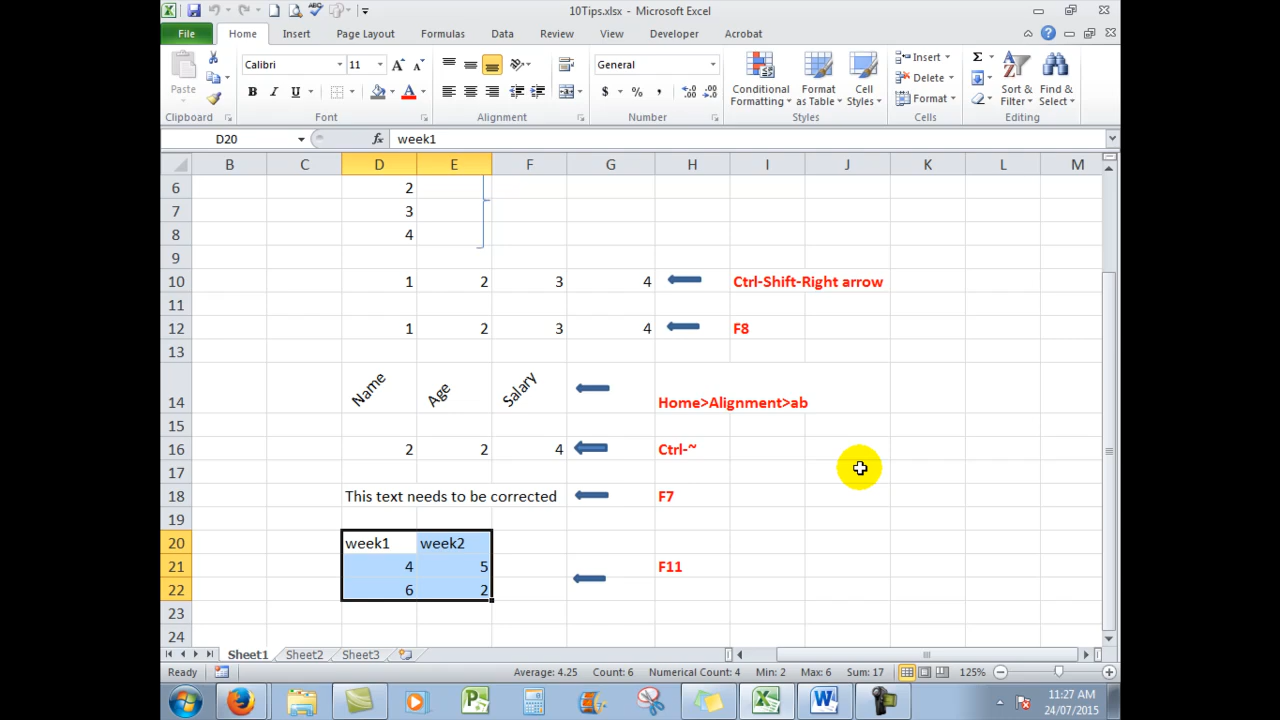 10Tips.xlsx - Microsoft Excel
File Home Insert Page Layout Formulas Data Review View Developer Acrobat
Paste
Calibri 11 A A
B I U A
General
$ % ,
Conditional Formatting
Format as Table
Cell Styles
Insert
Delete
Format
Σ
Sort & Filter
Find & Select
Clipboard Font Alignment Number Styles Cells Editing
D20 fx week1
B C D E F G H I J K L M
6 2
7 3
8 4
9
10 1 2 3 4 Ctrl-Shift-Right arrow
11
12 1 2 3 4 F8
13
14 Name Age Salary Home>Alignment>ab
15
16 2 2 4 Ctrl-~
17
18 This text needs to be corrected F7
19
20 week1 week2
21 4 5 F11
22 6 2
23
24
Sheet1 Sheet2 Sheet3
Ready Average: 4.25 Count: 6 Numerical Count: 4 Min: 2 Max: 6 Sum: 17 125%
11:27 AM
24/07/2015